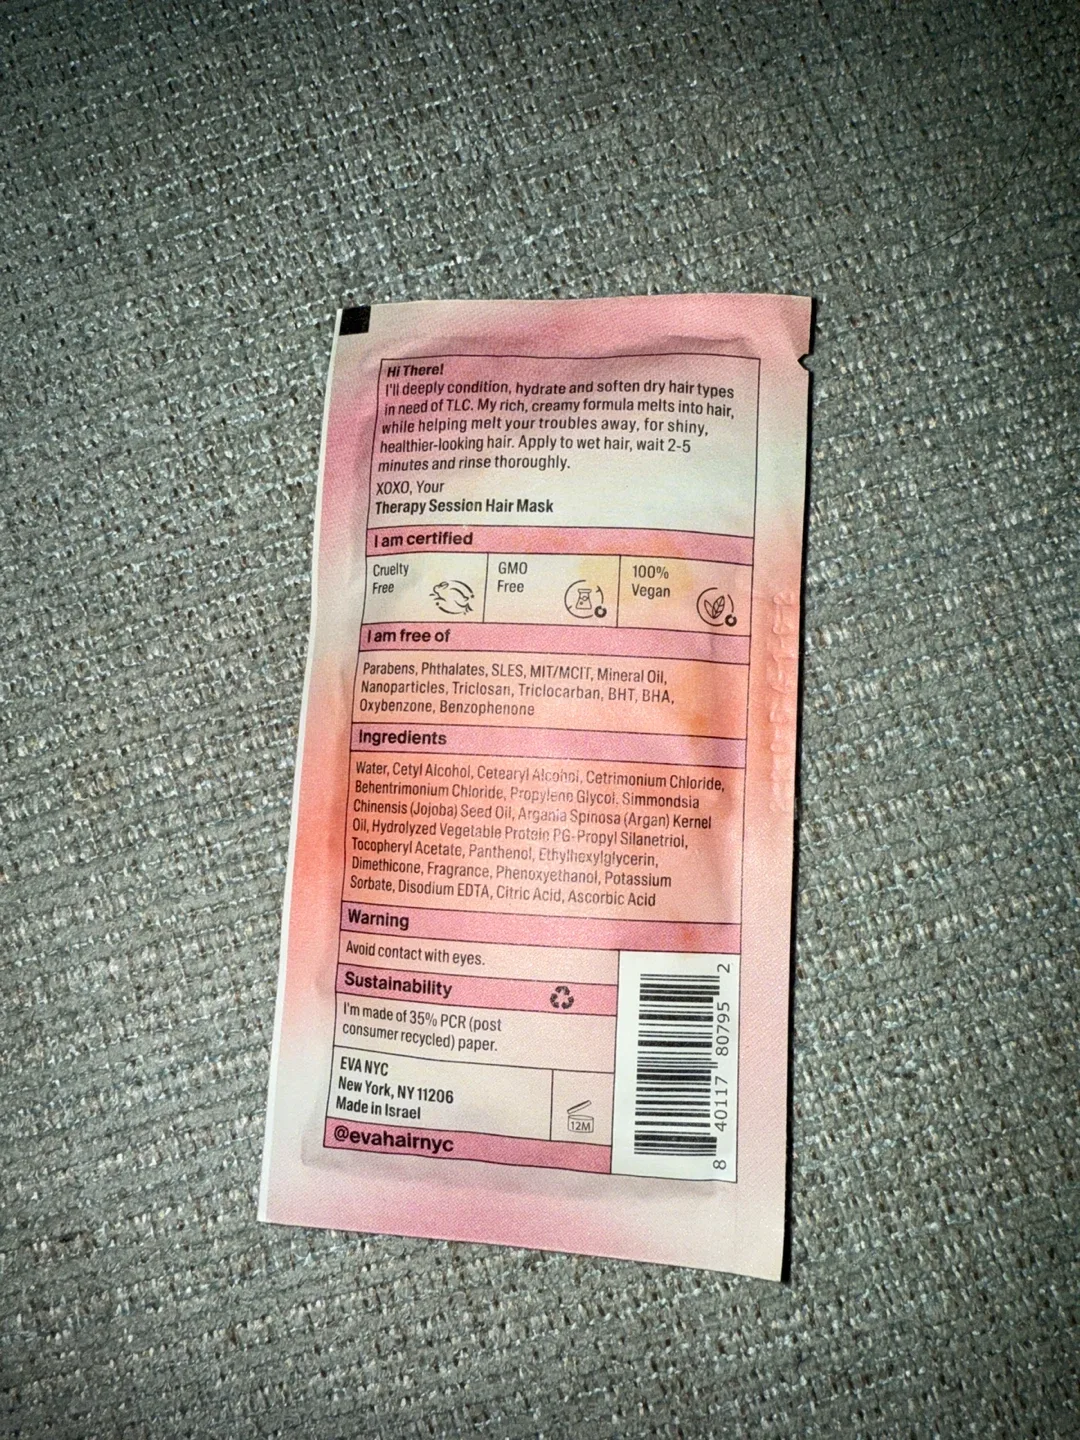 Hi There!
I'll deeply condition, hydrate and soften dry hair types
in need of TLC. My rich, creamy formula melts into hair,
while helping melt your troubles away, for shiny,
healthier-looking hair. Apply to wet hair, wait 2-5
minutes and rinse thoroughly.
XOXO, Your
Therapy Session Hair Mask
I am certified
Cruelty
Free
GMO
Free
100%
Vegan
I am free of
Parabens, Phthalates, SLES, MIT/MCIT, Mineral Oil,
Nanoparticles, Triclosan, Triclocarban, BHT, BHA,
Oxybenzone, Benzophenone
Ingredients
Water, Cetyl Alcohol, Cetearyl Alcohol, Cetrimonium Chloride,
Behentrimonium Chloride, Propylene Glycol, Simmondsia
Chinensis (Jojoba) Seed Oil, Argania Spinosa (Argan) Kernel
Oil, Hydrolyzed Vegetable Protein PG-Propyl Silanetriol,
Tocopheryl Acetate, Panthenol, Ethylhexylglycerin,
Dimethicone, Fragrance, Phenoxyethanol, Potassium
Sorbate, Disodium EDTA, Citric Acid, Ascorbic Acid
Warning
Avoid contact with eyes.
Sustainability
I'm made of 35% PCR (post
consumer recycled) paper.
EVA NYC
New York, NY 11206
Made in Israel
12M
@evahairnyc
8 40117 80795 2